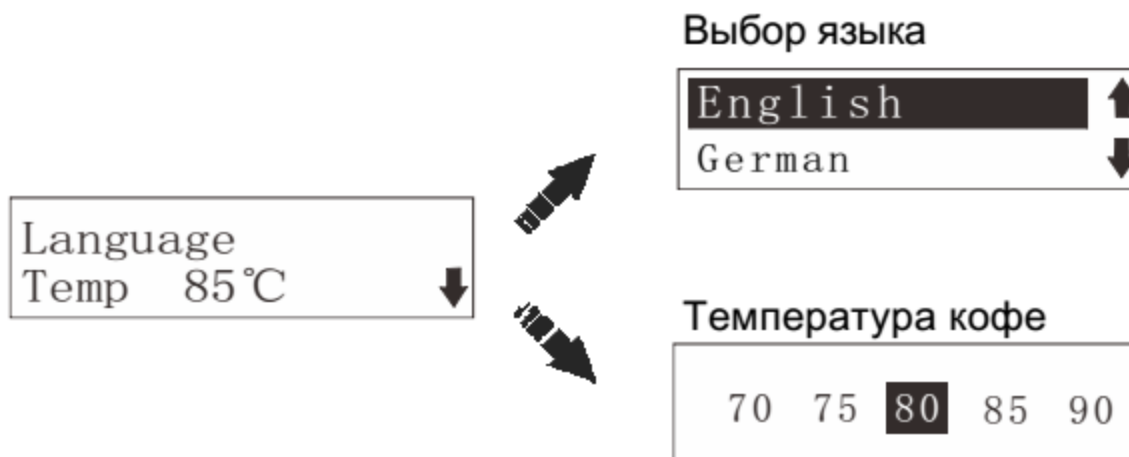 Выбор языка
English
German
Language
Temp 85℃
Температура кофе
70 75 80 85 90